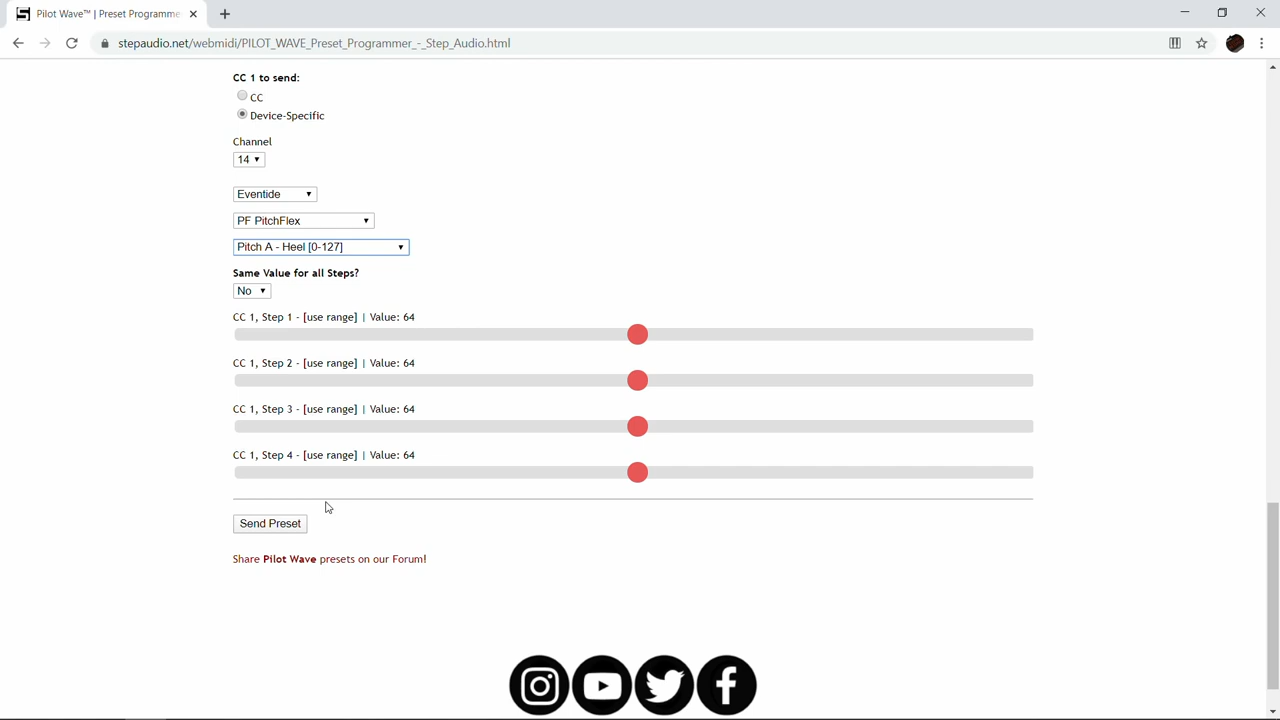 Pilot Wave™ | Preset Programme
stepaudio.net/webmidi/PILOT_WAVE_Preset_Programmer_-_Step_Audio.html
CC 1 to send:
CC
Device-Specific
Channel
14
Eventide
PF PitchFlex
Pitch A - Heel [0-127]
Same Value for all Steps?
No
CC 1, Step 1 - [use range] | Value: 64
CC 1, Step 2 - [use range] | Value: 64
CC 1, Step 3 - [use range] | Value: 64
CC 1, Step 4 - [use range] | Value: 64
Send Preset
Share Pilot Wave presets on our Forum!